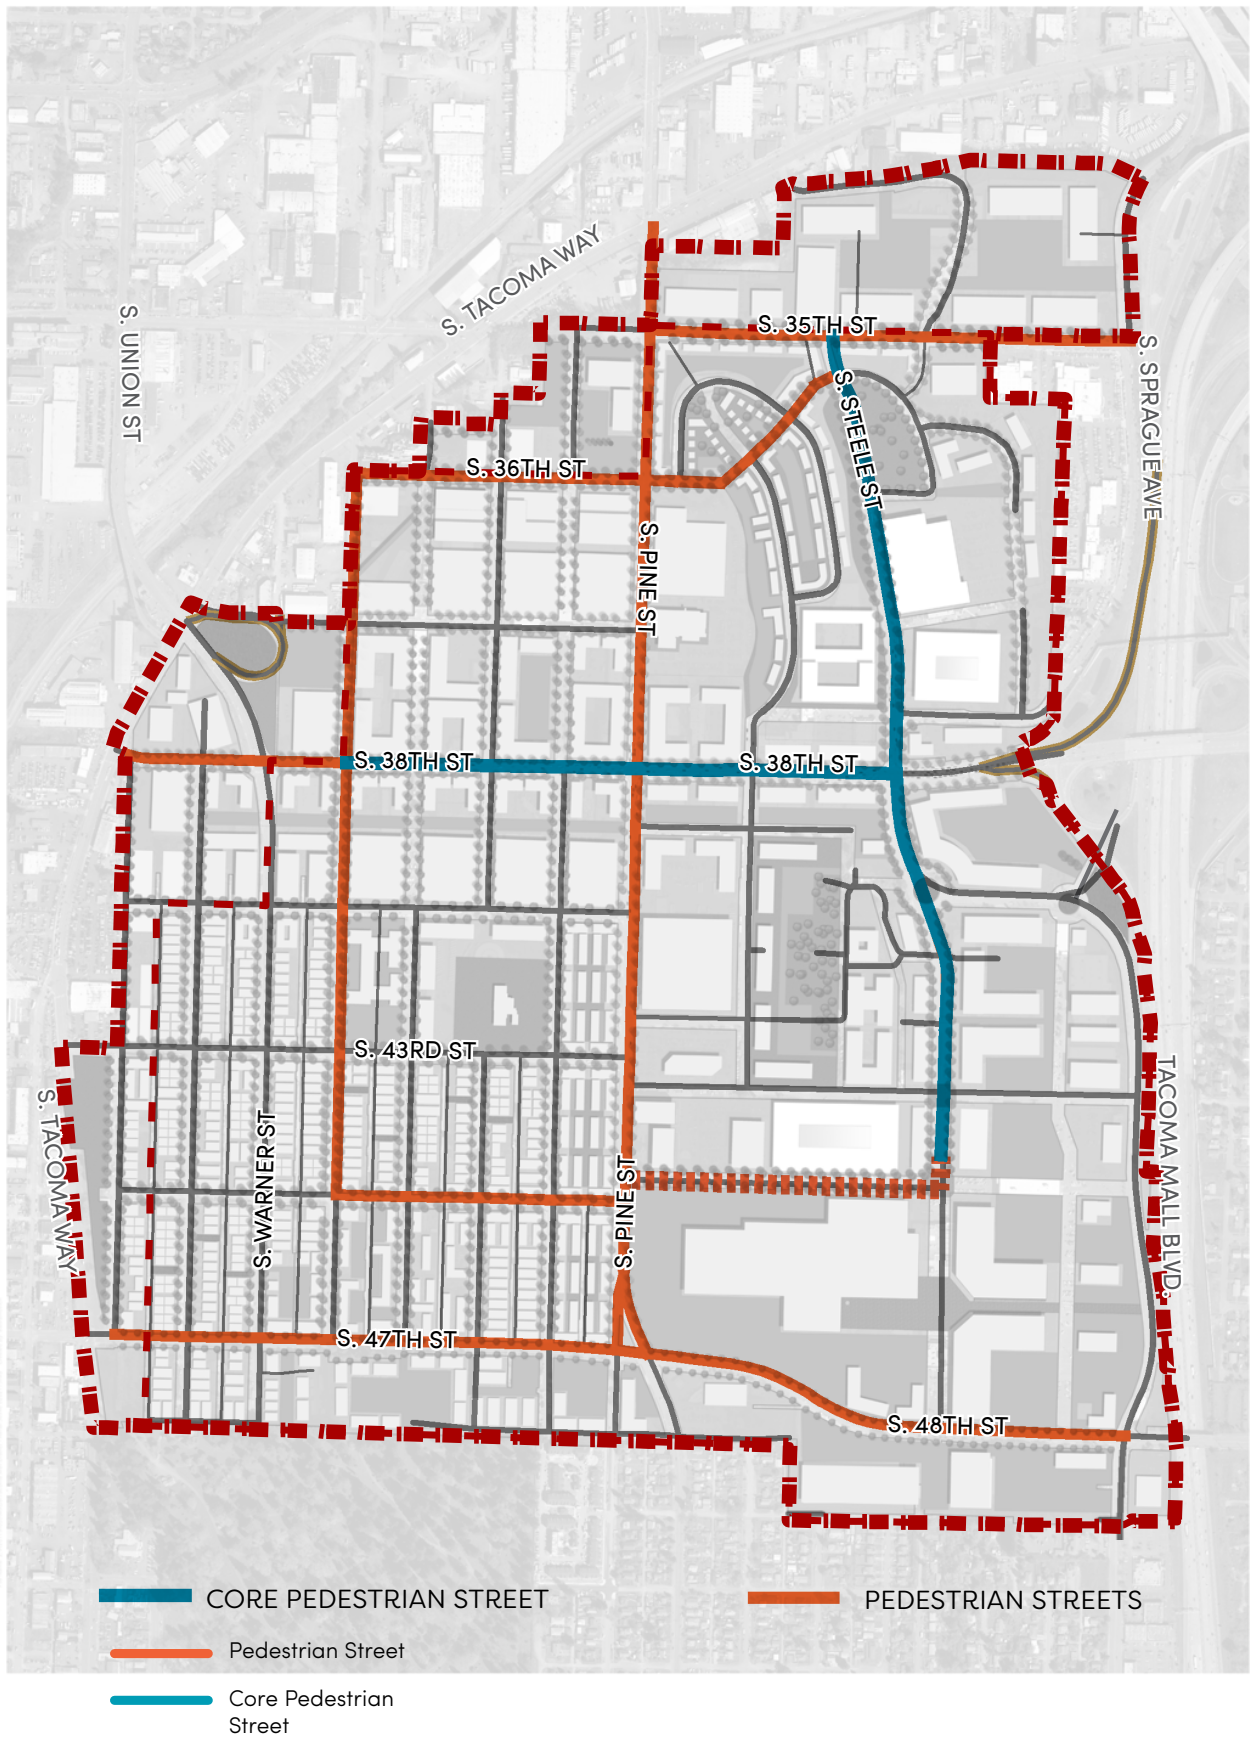 S. TACOMA WAY
S. UNION ST
S. 35TH ST
S. SPRAGUE AVE
S. STEELE ST
S. 36TH ST
S. PINE ST
S. 38TH ST
S. 38TH ST
S. 43RD ST
S. TACOMA WAY
S. WARNER ST
S. PINE ST
TACOMA MALL BLVD.
S. 47TH ST
S. 48TH ST
CORE PEDESTRIAN STREET
PEDESTRIAN STREETS
Pedestrian Street
Core Pedestrian
Street